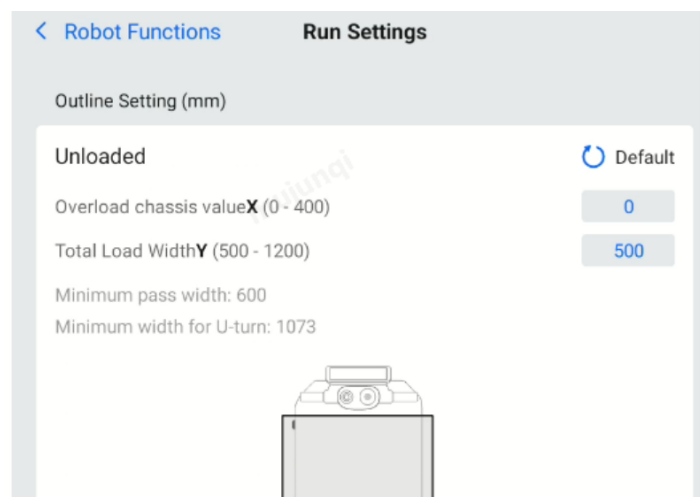 Robot Functions Run Settings
Outline Setting (mm)
Unloaded Default
Overload chassis valueX (0 - 400) 0
Total Load WidthY (500 - 1200) 500
Minimum pass width: 600
Minimum width for U-turn: 1073